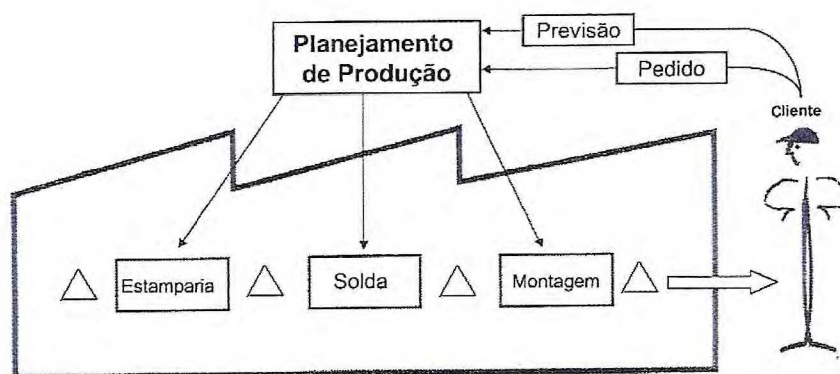 Previsão
Planejamento
de Produção
Pedido
Cliente
Estamparia
Solda
Montagem